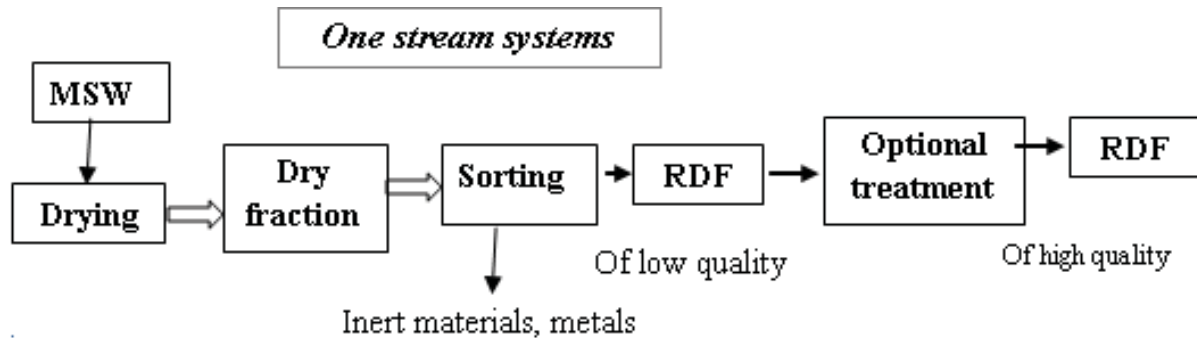 One stream systems
MSW
Drying
Dry
fraction
Sorting
RDF
Optional
treatment
RDF
Of low quality
Of high quality
Inert materials, metals